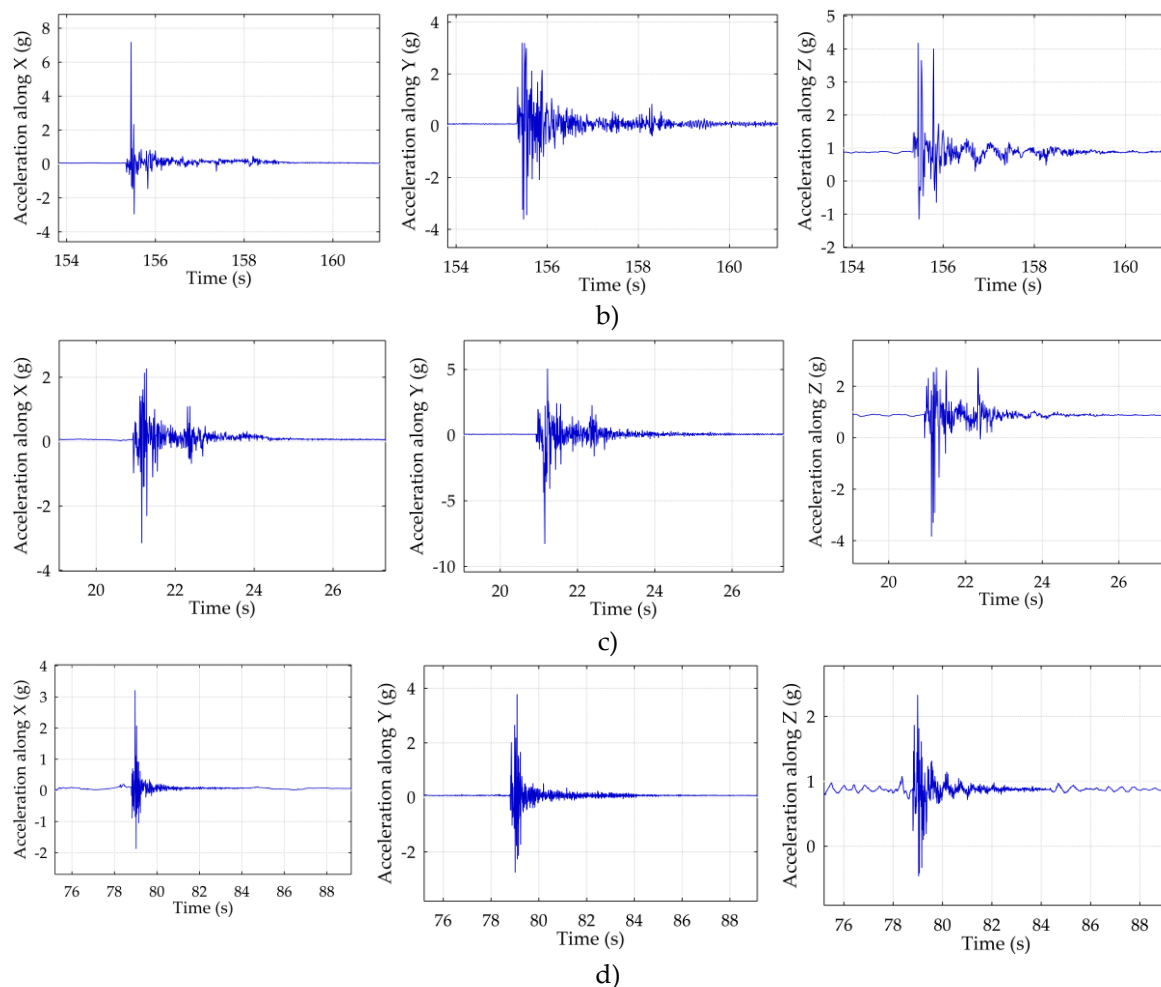 Acceleration along X (g)
8
6
4
2
0
-2
-4
154 156 158 160
Time (s)
Acceleration along Y (g)
4
2
0
-2
-4
154 156 158 160
Time (s)
Acceleration along Z (g)
5
4
3
2
1
0
-1
-2
154 156 158 160
Time (s)
b)
Acceleration along X (g)
2
0
-2
-4
20 22 24 26
Time (s)
Acceleration along Y (g)
5
0
-5
-10
20 22 24 26
Time (s)
Acceleration along Z (g)
2
0
-2
-4
20 22 24 26
Time (s)
c)
Acceleration along X (g)
4
3
2
1
0
-1
-2
76 78 80 82 84 86 88
Time (s)
Acceleration along Y (g)
4
2
0
-2
76 78 80 82 84 86 88
Time (s)
Acceleration along Z (g)
2
1
0
76 78 80 82 84 86 88
Time (s)
d)